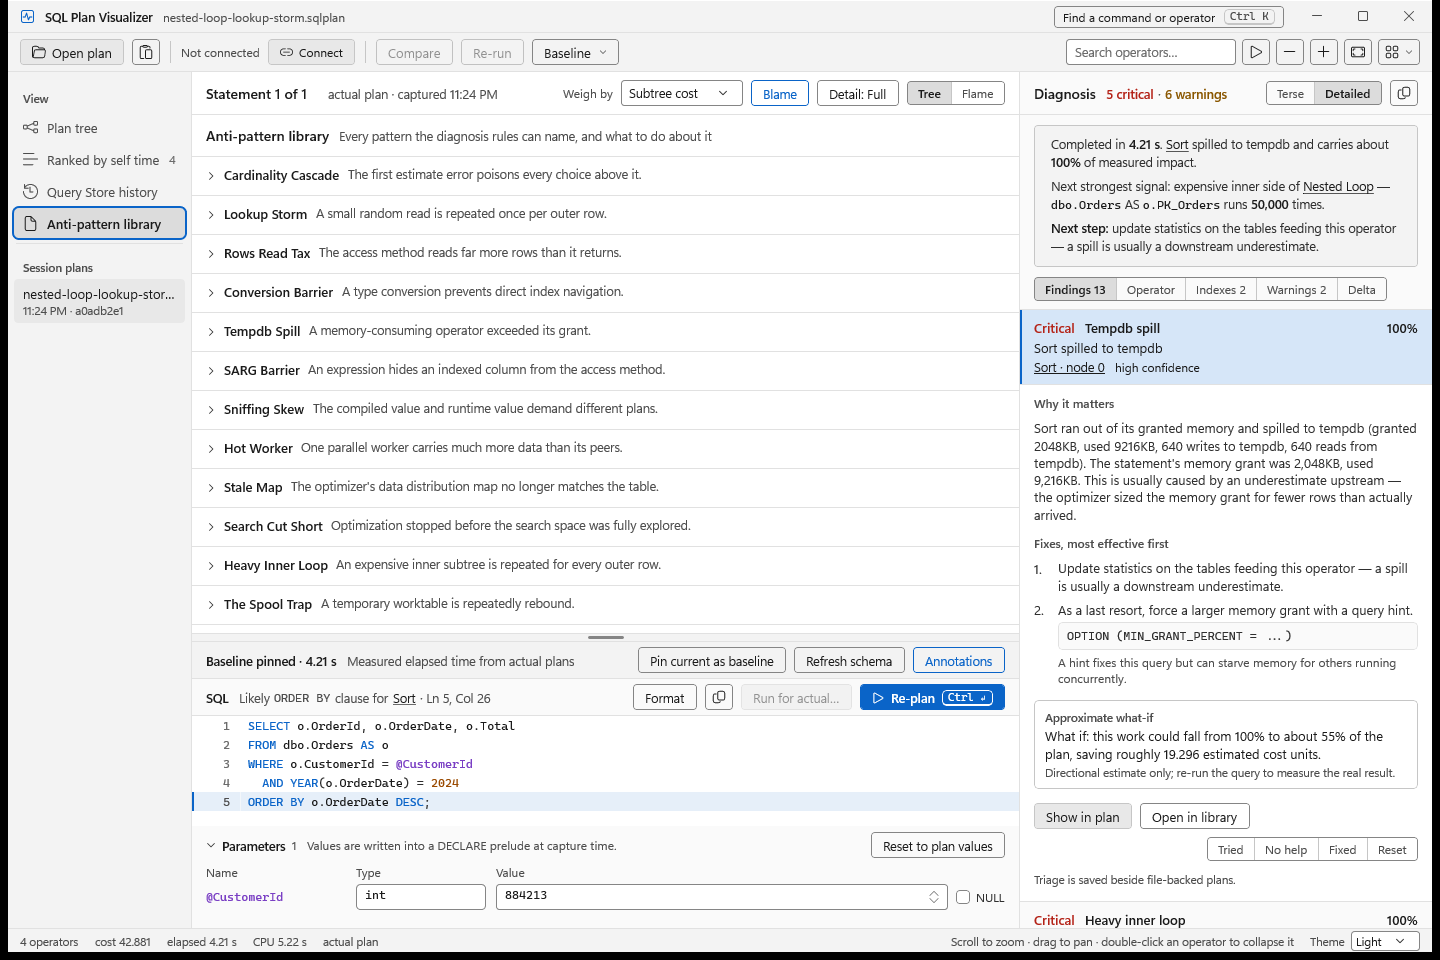 SQL Plan Visualizer nested-loop-lookup-storm.sqlplan
Find a command or operator Ctrl K
Open plan
Not connected
Connect
Compare
Re-run
Baseline
Search operators...
View
Plan tree
Ranked by self time 4
Query Store history
Anti-pattern library
Session plans
nested-loop-lookup-stor...
11:24 PM · a0adb2e1
Statement 1 of 1 actual plan · captured 11:24 PM
Weigh by Subtree cost
Blame
Detail: Full
Tree
Flame
Anti-pattern library Every pattern the diagnosis rules can name, and what to do about it
Cardinality Cascade The first estimate error poisons every choice above it.
Lookup Storm A small random read is repeated once per outer row.
Rows Read Tax The access method reads far more rows than it returns.
Conversion Barrier A type conversion prevents direct index navigation.
Tempdb Spill A memory-consuming operator exceeded its grant.
SARG Barrier An expression hides an indexed column from the access method.
Sniffing Skew The compiled value and runtime value demand different plans.
Hot Worker One parallel worker carries much more data than its peers.
Stale Map The optimizer's data distribution map no longer matches the table.
Search Cut Short Optimization stopped before the search space was fully explored.
Heavy Inner Loop An expensive inner subtree is repeated for every outer row.
The Spool Trap A temporary worktable is repeatedly rebound.
Baseline pinned · 4.21 s Measured elapsed time from actual plans
Pin current as baseline
Refresh schema
Annotations
SQL Likely ORDER BY clause for Sort · Ln 5, Col 26
Format
Run for actual...
Re-plan Ctrl ↲
1 SELECT o.OrderId, o.OrderDate, o.Total
2 FROM dbo.Orders AS o
3 WHERE o.CustomerId = @CustomerId
4 AND YEAR(o.OrderDate) = 2024
5 ORDER BY o.OrderDate DESC;
Parameters 1 Values are written into a DECLARE prelude at capture time.
Reset to plan values
Name Type Value
@CustomerId int 884213 NULL
Diagnosis 5 critical · 6 warnings
Terse
Detailed
Completed in 4.21 s. Sort spilled to tempdb and carries about
100% of measured impact.
Next strongest signal: expensive inner side of Nested Loop —
dbo.Orders AS o.PK_Orders runs 50,000 times.
Next step: update statistics on the tables feeding this operator
— a spill is usually a downstream underestimate.
Findings 13
Operator
Indexes 2
Warnings 2
Delta
Critical Tempdb spill 100%
Sort spilled to tempdb
Sort · node 0 high confidence
Why it matters
Sort ran out of its granted memory and spilled to tempdb (granted
2048KB, used 9216KB, 640 writes to tempdb, 640 reads from
tempdb). The statement's memory grant was 2,048KB, used
9,216KB. This is usually caused by an underestimate upstream —
the optimizer sized the memory grant for fewer rows than actually
arrived.
Fixes, most effective first
1. Update statistics on the tables feeding this operator — a spill
is usually a downstream underestimate.
2. As a last resort, force a larger memory grant with a query hint.
OPTION (MIN_GRANT_PERCENT = ...)
A hint fixes this query but can starve memory for others running
concurrently.
Approximate what-if
What if: this work could fall from 100% to about 55% of the
plan, saving roughly 19.296 estimated cost units.
Directional estimate only; re-run the query to measure the real result.
Show in plan
Open in library
Tried
No help
Fixed
Reset
Triage is saved beside file-backed plans.
Critical Heavy inner loop 100%
4 operators cost 42.881 elapsed 4.21 s CPU 5.22 s actual plan
Scroll to zoom · drag to pan · double-click an operator to collapse it
Theme Light